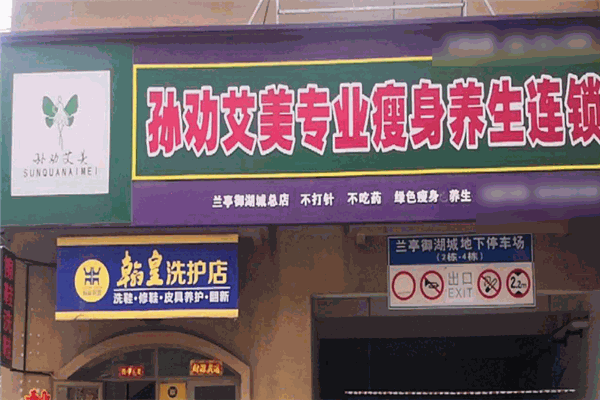 孙劝艾美专业瘦身养生连锁
孙劝艾美
SUNQUANAIMEI
兰亭御湖城总店 不打针 不吃药 绿色瘦身 养生
翰皇洗护店
洗鞋·修鞋·皮具养护·翻新
兰亭御湖城地下停车场
(2栋-4栋)
出口
EXIT
2.2m